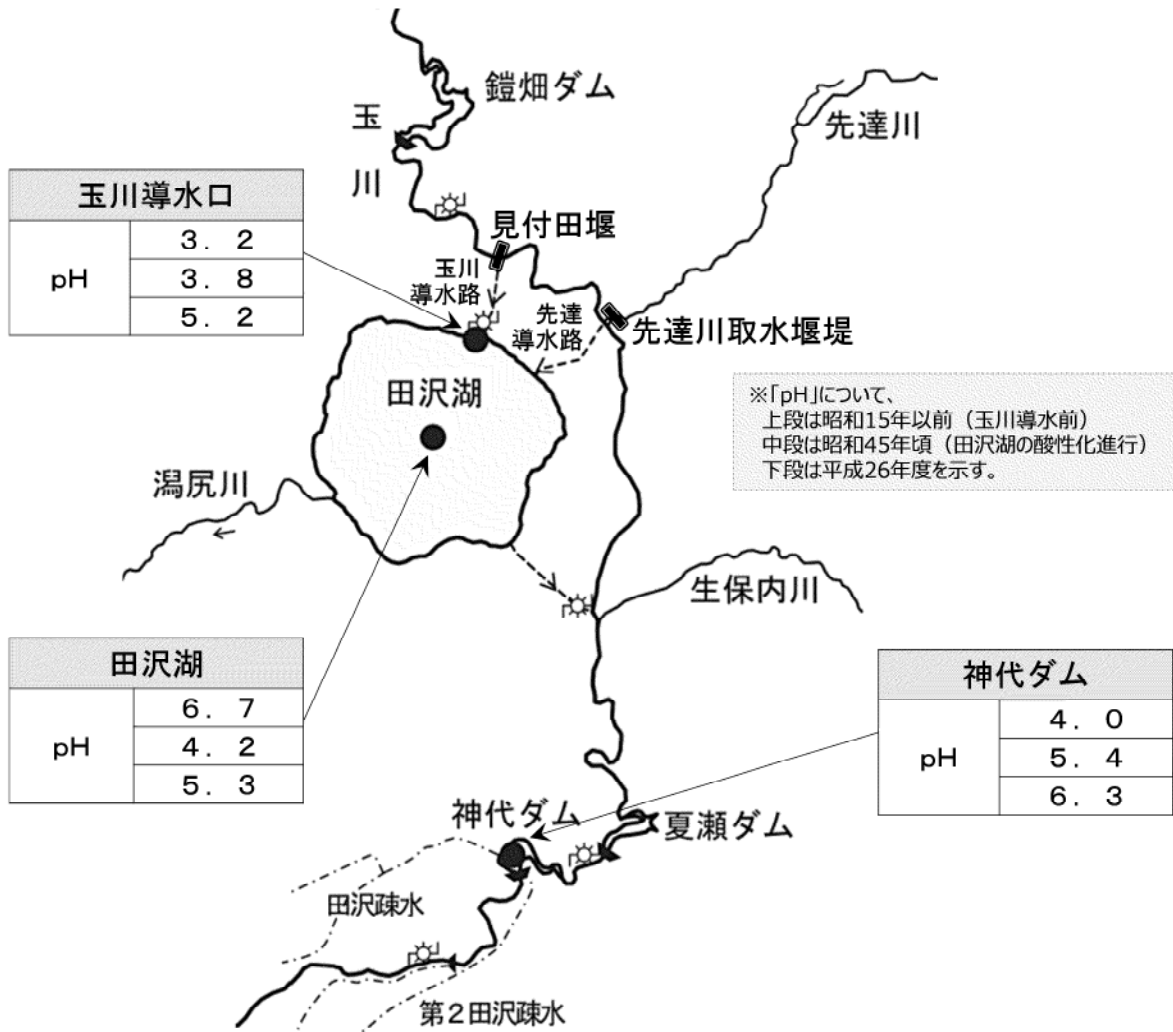 鎧畑ダム
玉
川
先達川
玉川導水口
pH
3．2
3．8
5．2
見付田堰
玉川
導水路
先達
導水路
先達川取水堰堤
田沢湖
※「pH」について、
上段は昭和15年以前（玉川導水前）
中段は昭和45年頃（田沢湖の酸性化進行）
下段は平成26年度を示す。
潟尻川
生保内川
田沢湖
pH
6．7
4．2
5．3
神代ダム
pH
4．0
5．4
6．3
神代ダム
夏瀬ダム
田沢疎水
第２田沢疎水